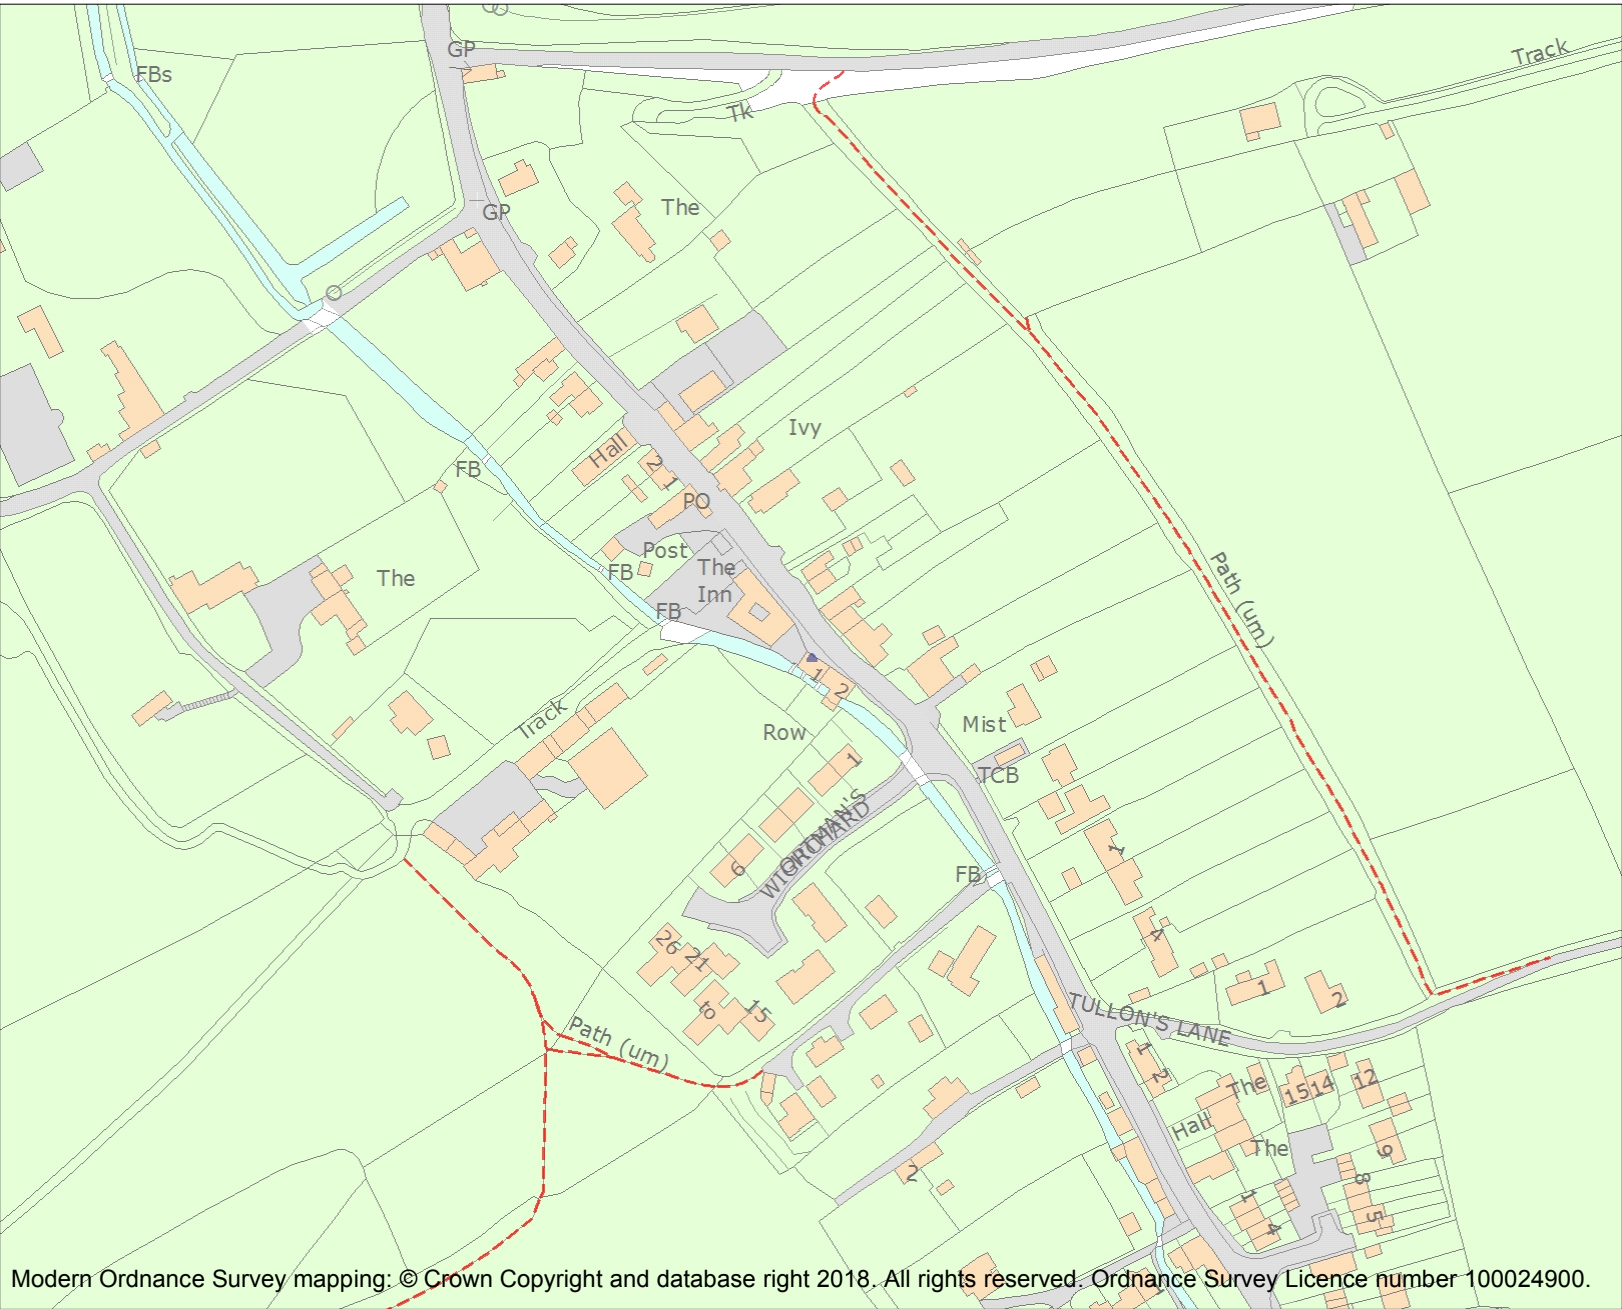 GP
Track
FBs
Tk
GP
The
Ivy
Hall
FB
2
1
PO
Post
The
Inn
FB
The
FB
Path (um)
1
2
Track
Row
Mist
TCB
1
WIGHTMAN'S
ORCHARD
6
1
FB
4
26
21
to
15
1
2
TULLON'S LANE
Path (um)
1
2
The
15
14
12
Hall
The
9
2
8
5
1
4
1
Modern Ordnance Survey mapping: © Crown Copyright and database right 2018. All rights reserved. Ordnance Survey Licence number 100024900.